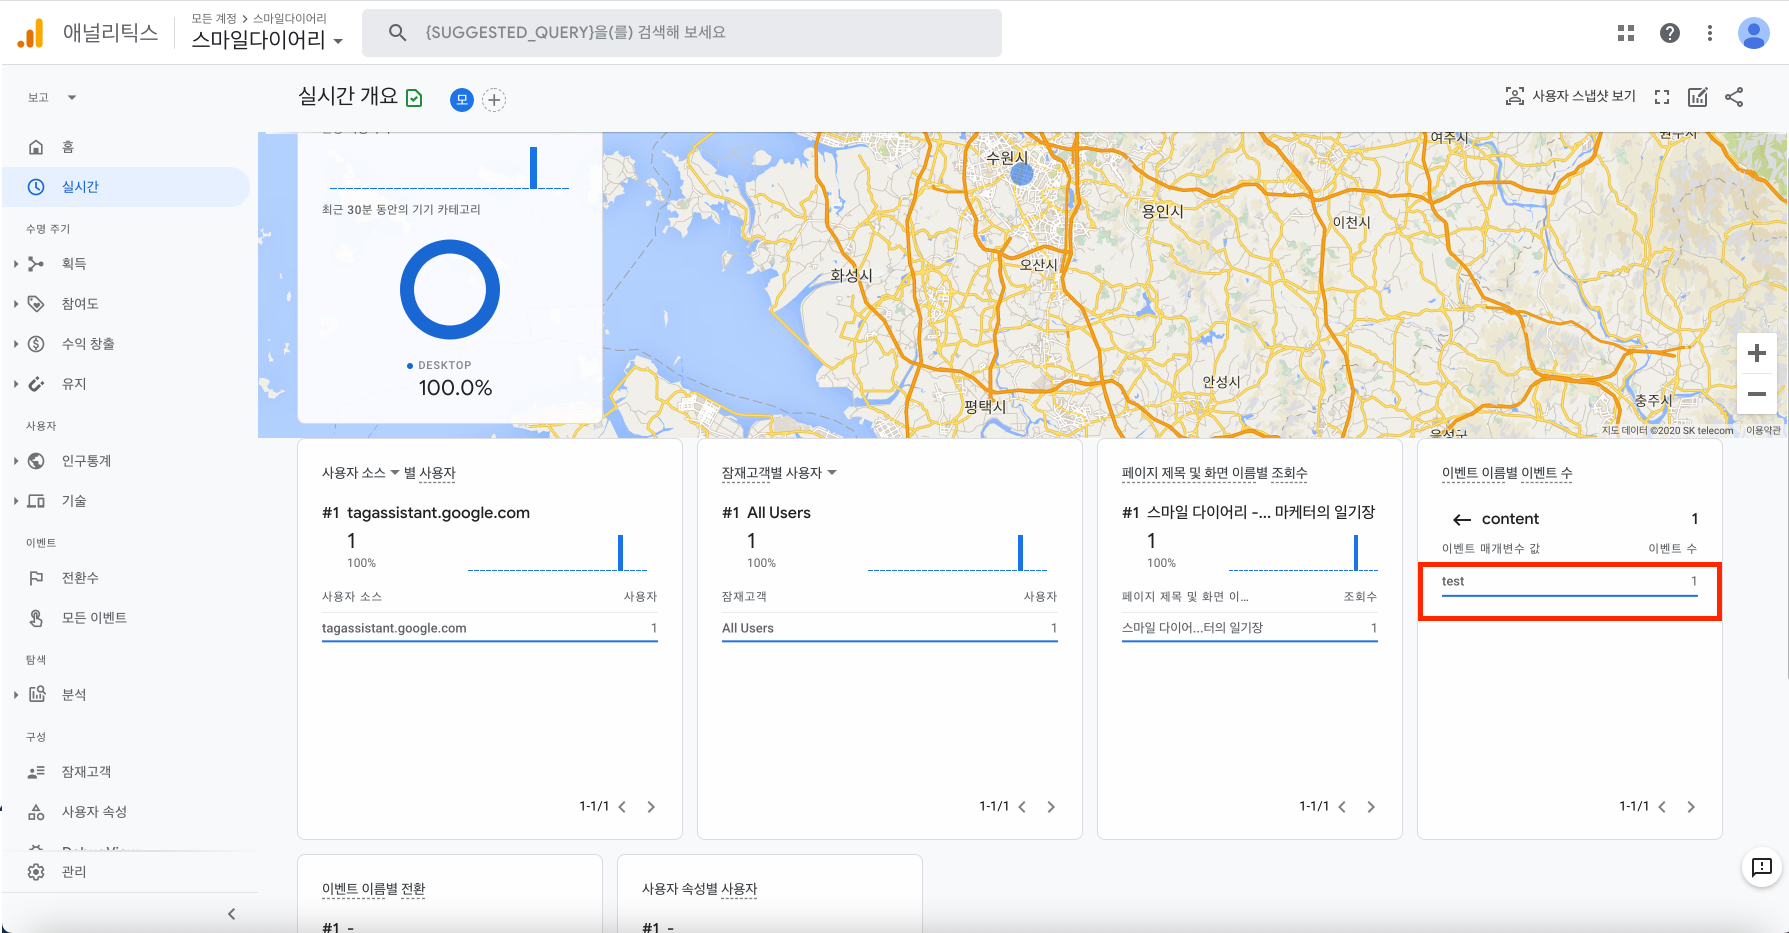 애널리틱스
모든 계정 > 스마일다이어리
스마일다이어리
{SUGGESTED_QUERY}을(를) 검색해 보세요
보고
홈
실시간
수명 주기
획득
참여도
수익 창출
유지
사용자
인구통계
기술
이벤트
전환수
모든 이벤트
탐색
분석
구성
잠재고객
사용자 속성
관리
실시간 개요
모
사용자 스냅샷 보기
최근 30분 동안의 기기 카테고리
DESKTOP
100.0%
수원시
용인시
여주시
원주시
이천시
화성시
오산시
안성시
평택시
충주시
음성군
지도 데이터 ©2020 SK telecom
이용약관
사용자 소스 별 사용자
#1 tagassistant.google.com
1
100%
사용자 소스 사용자
tagassistant.google.com 1
1-1/1
잠재고객별 사용자
#1 All Users
1
100%
잠재고객 사용자
All Users 1
1-1/1
페이지 제목 및 화면 이름별 조회수
#1 스마일 다이어리 -... 마케터의 일기장
1
100%
페이지 제목 및 화면 이... 조회수
스마일 다이어...터의 일기장 1
1-1/1
이벤트 이름별 이벤트 수
content 1
이벤트 매개변수 값 이벤트 수
test 1
1-1/1
이벤트 이름별 전환
#1 -
사용자 속성별 사용자
#1 -